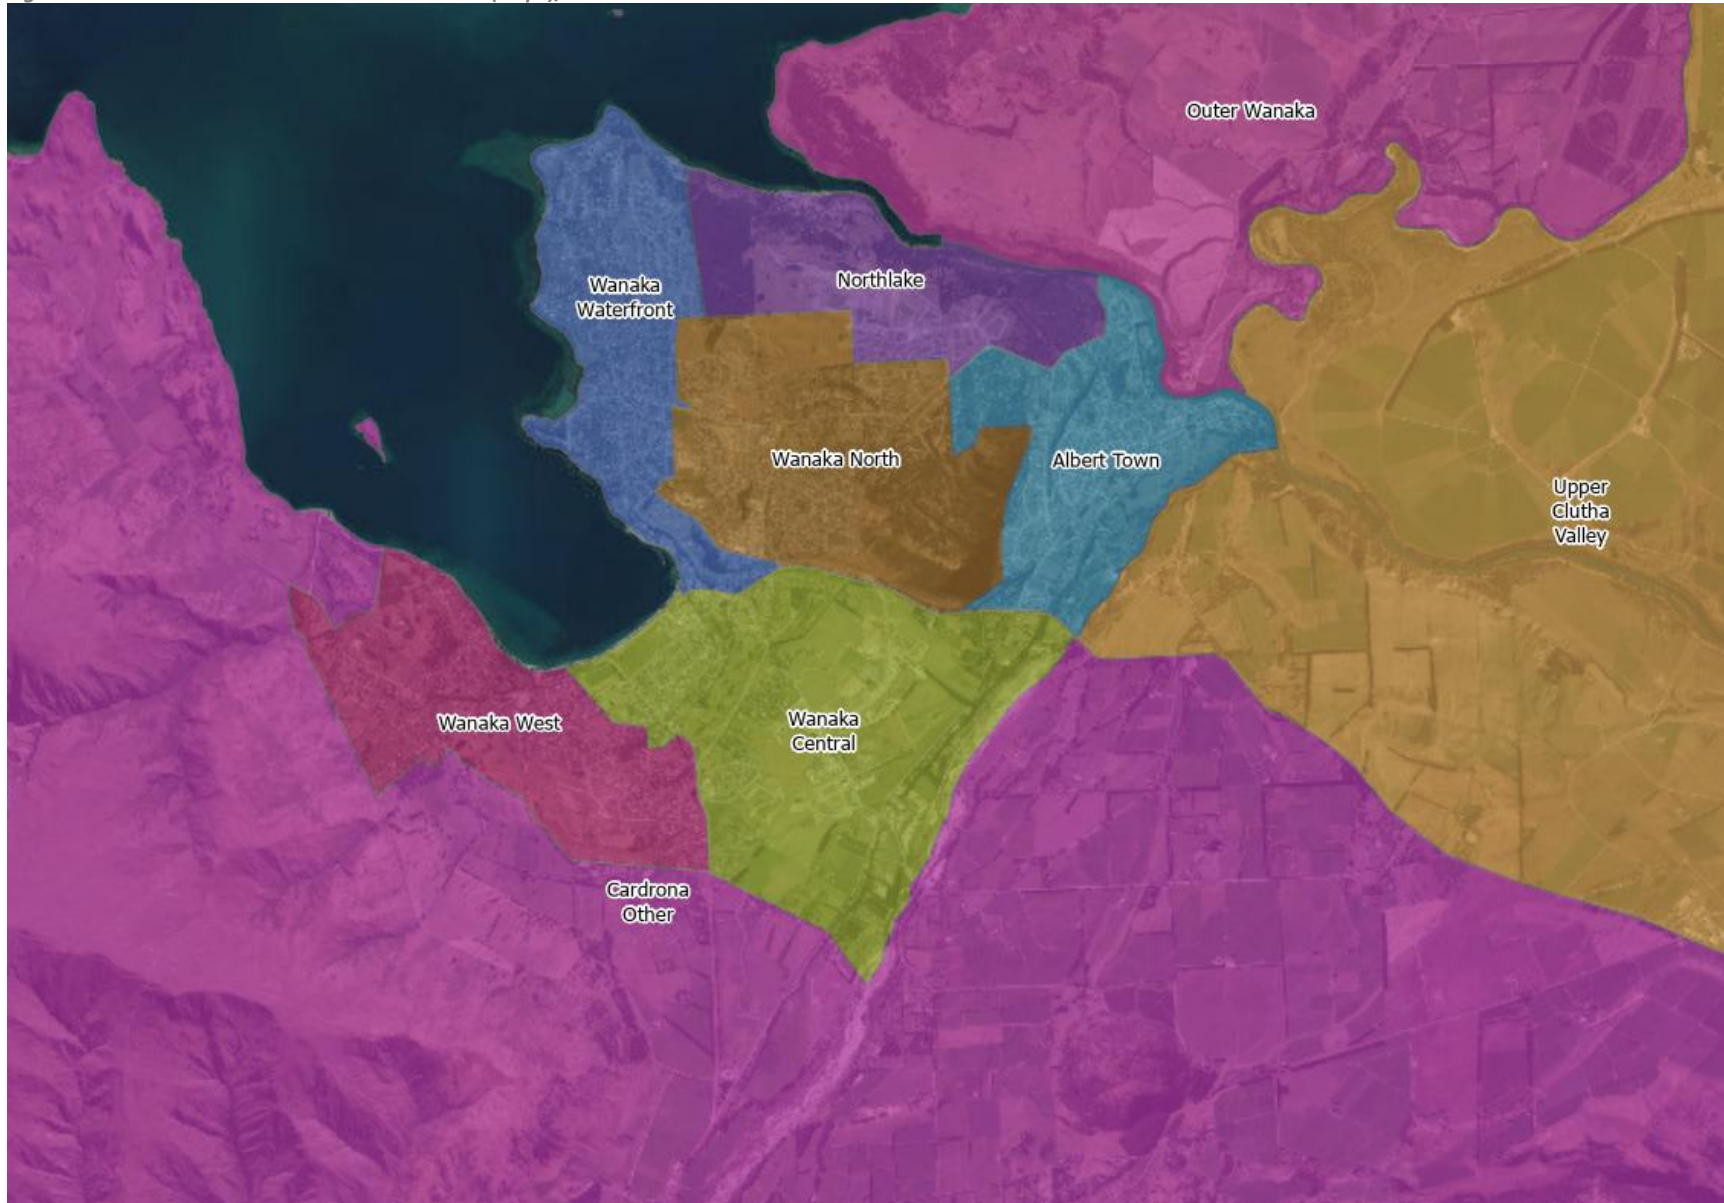 Outer Wanaka
Wanaka
Waterfront
Northlake
Wanaka North
Albert Town
Upper
Clutha
Valley
Wanaka West
Wanaka
Central
Cardrona
Other